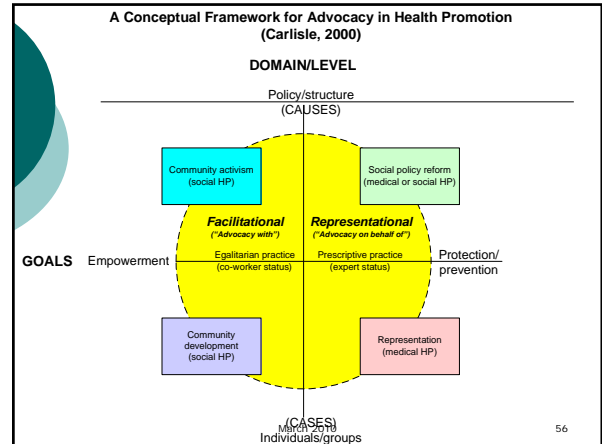 A Conceptual Framework for Advocacy in Health Promotion
(Carlisle, 2000)
DOMAIN/LEVEL
Policy/structure
(CAUSES)
Community activism
(social HP)
Social policy reform
(medical or social HP)
Facilitational
("Advocacy with")
Representational
("Advocacy on behalf of")
GOALS
Empowerment
Egalitarian practice
(co-worker status)
Prescriptive practice
(expert status)
Protection/
prevention
Community
development
(social HP)
Representation
(medical HP)
(CASES)
March 2010
Individuals/groups
56